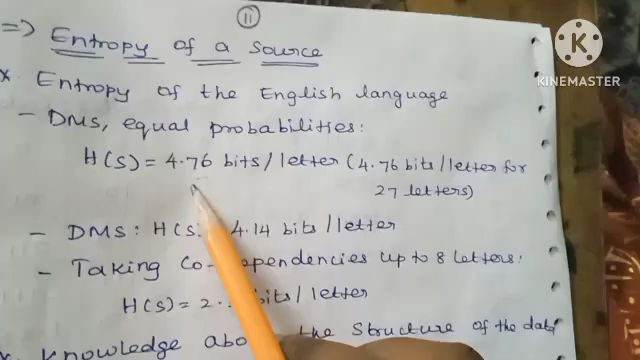 11
=> Entropy of a Source
K
KINEMASTER
x. Entropy of the English language
- DMS, equal probabilities:
H(S) = 4.76 bits/letter (4.76 bits/letter for
27 letters)
- DMS: H(S 4.14 bits/letter
- Taking Co dependencies up to 8 letters:
H(S) = 2. bits/letter
x. Knowledge the Structure of the data